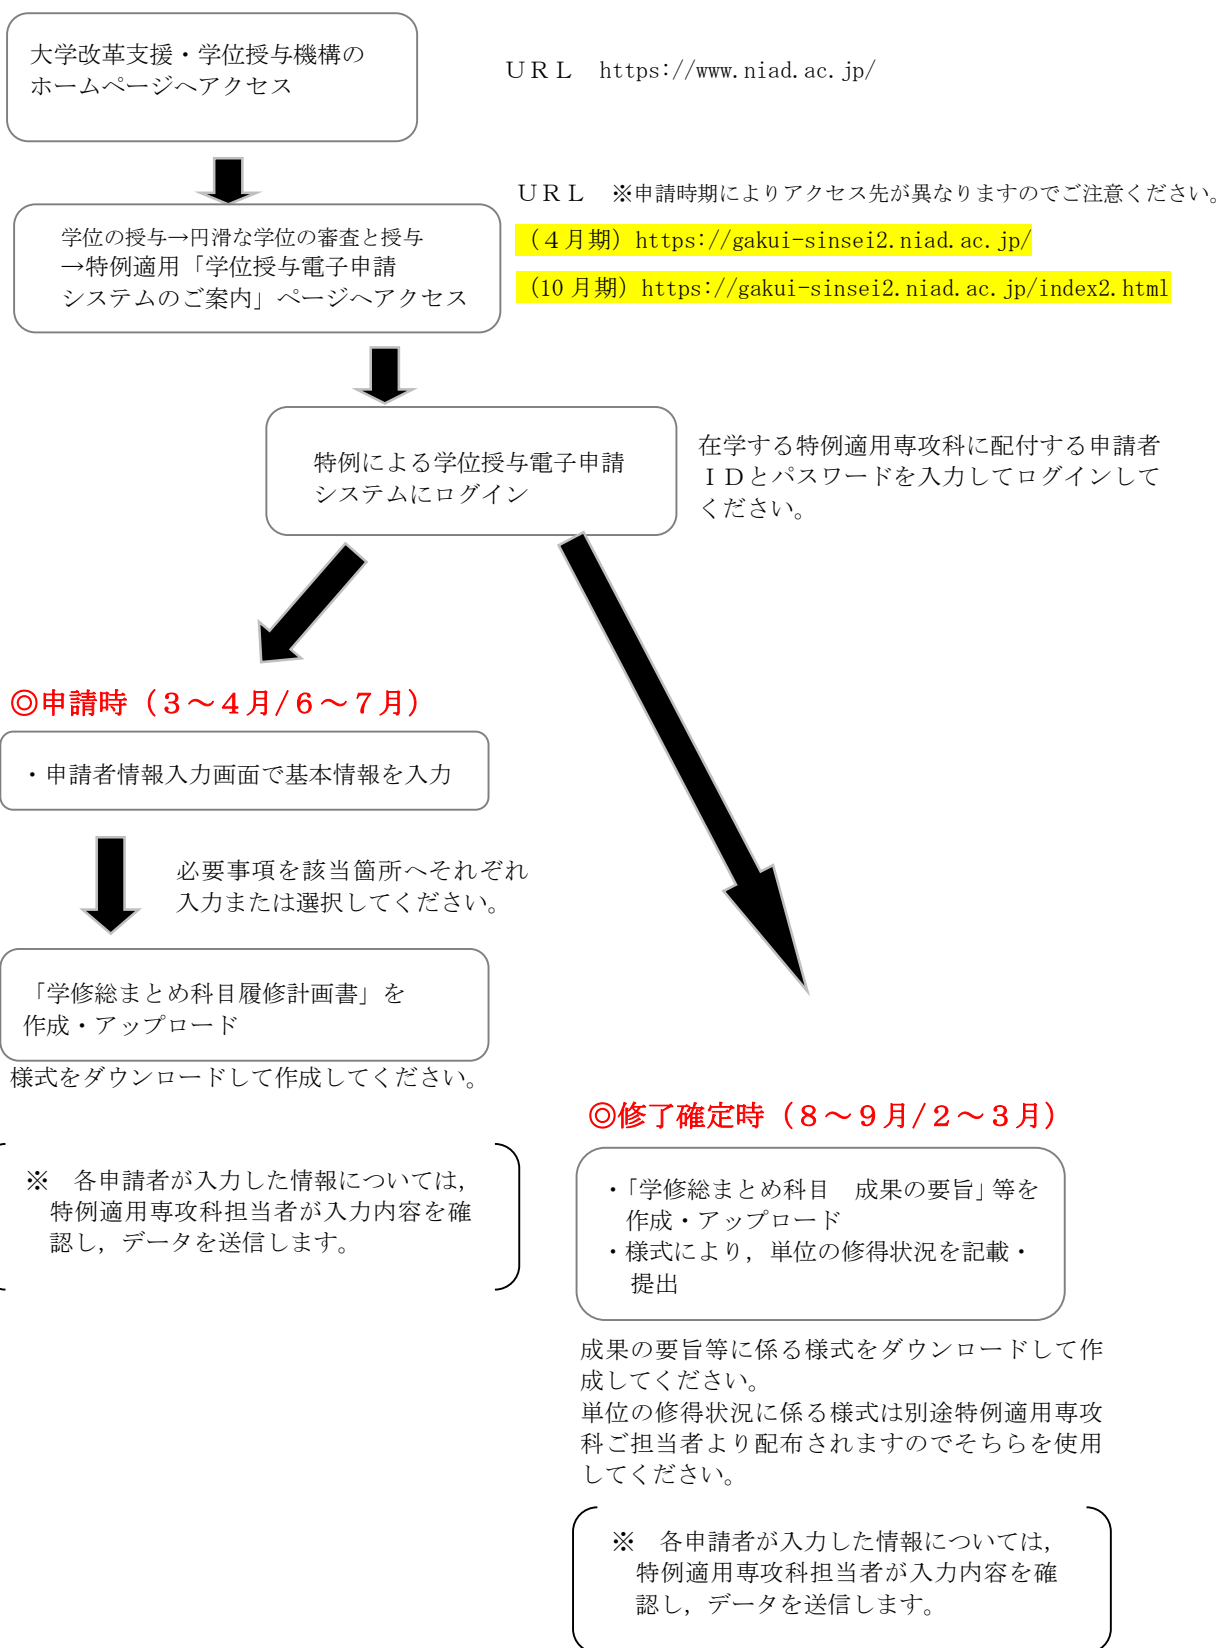 大学改革支援・学位授与機構の
ホームページへアクセス
ＵＲＬ　https://www.niad.ac.jp/
ＵＲＬ　※申請時期によりアクセス先が異なりますのでご注意ください。
学位の授与→円滑な学位の審査と授与
→特例適用「学位授与電子申請
システムのご案内」ページへアクセス
（４月期）https://gakui-sinsei2.niad.ac.jp/
（10 月期）https://gakui-sinsei2.niad.ac.jp/index2.html
特例による学位授与電子申請
システムにログイン
在学する特例適用専攻科に配付する申請者
ＩＤとパスワードを入力してログインして
ください。
◎申請時（３～４月/６～７月）
・申請者情報入力画面で基本情報を入力
必要事項を該当箇所へそれぞれ
入力または選択してください。
「学修総まとめ科目履修計画書」を
作成・アップロード
様式をダウンロードして作成してください。
※　各申請者が入力した情報については，
特例適用専攻科担当者が入力内容を確
認し，データを送信します。
◎修了確定時（８～９月/２～３月）
・「学修総まとめ科目　成果の要旨」等を
作成・アップロード
・様式により，単位の修得状況を記載・
提出
成果の要旨等に係る様式をダウンロードして作
成してください。
単位の修得状況に係る様式は別途特例適用専攻
科ご担当者より配布されますのでそちらを使用
してください。
※　各申請者が入力した情報については，
特例適用専攻科担当者が入力内容を確
認し，データを送信します。